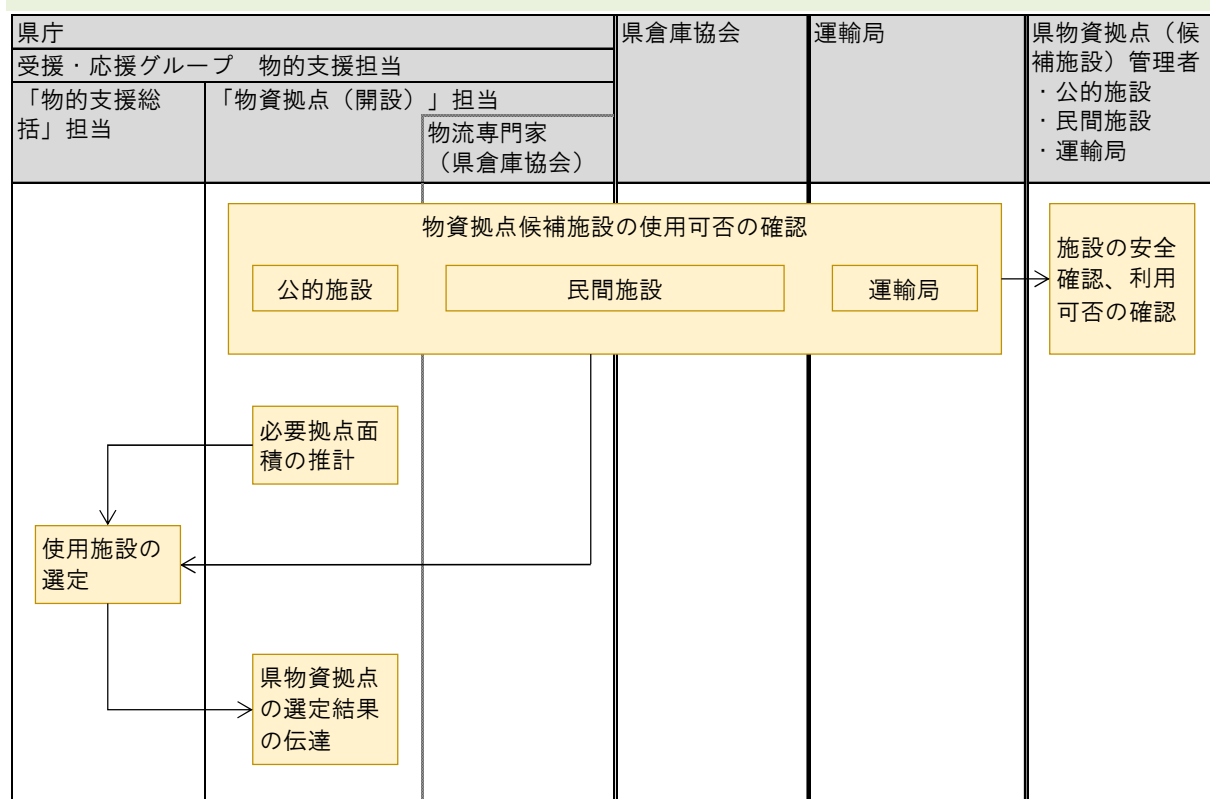 県庁
受援・応援グループ　物的支援担当
「物的支援総
括」担当
「物資拠点（開設）」担当
物流専門家
（県倉庫協会）
県倉庫協会
運輸局
県物資拠点（候
補施設）管理者
・公的施設
・民間施設
・運輸局
物資拠点候補施設の使用可否の確認
公的施設
民間施設
運輸局
施設の安全
確認、利用
可否の確認
必要拠点面
積の推計
使用施設の
選定
県物資拠点
の選定結果
の伝達